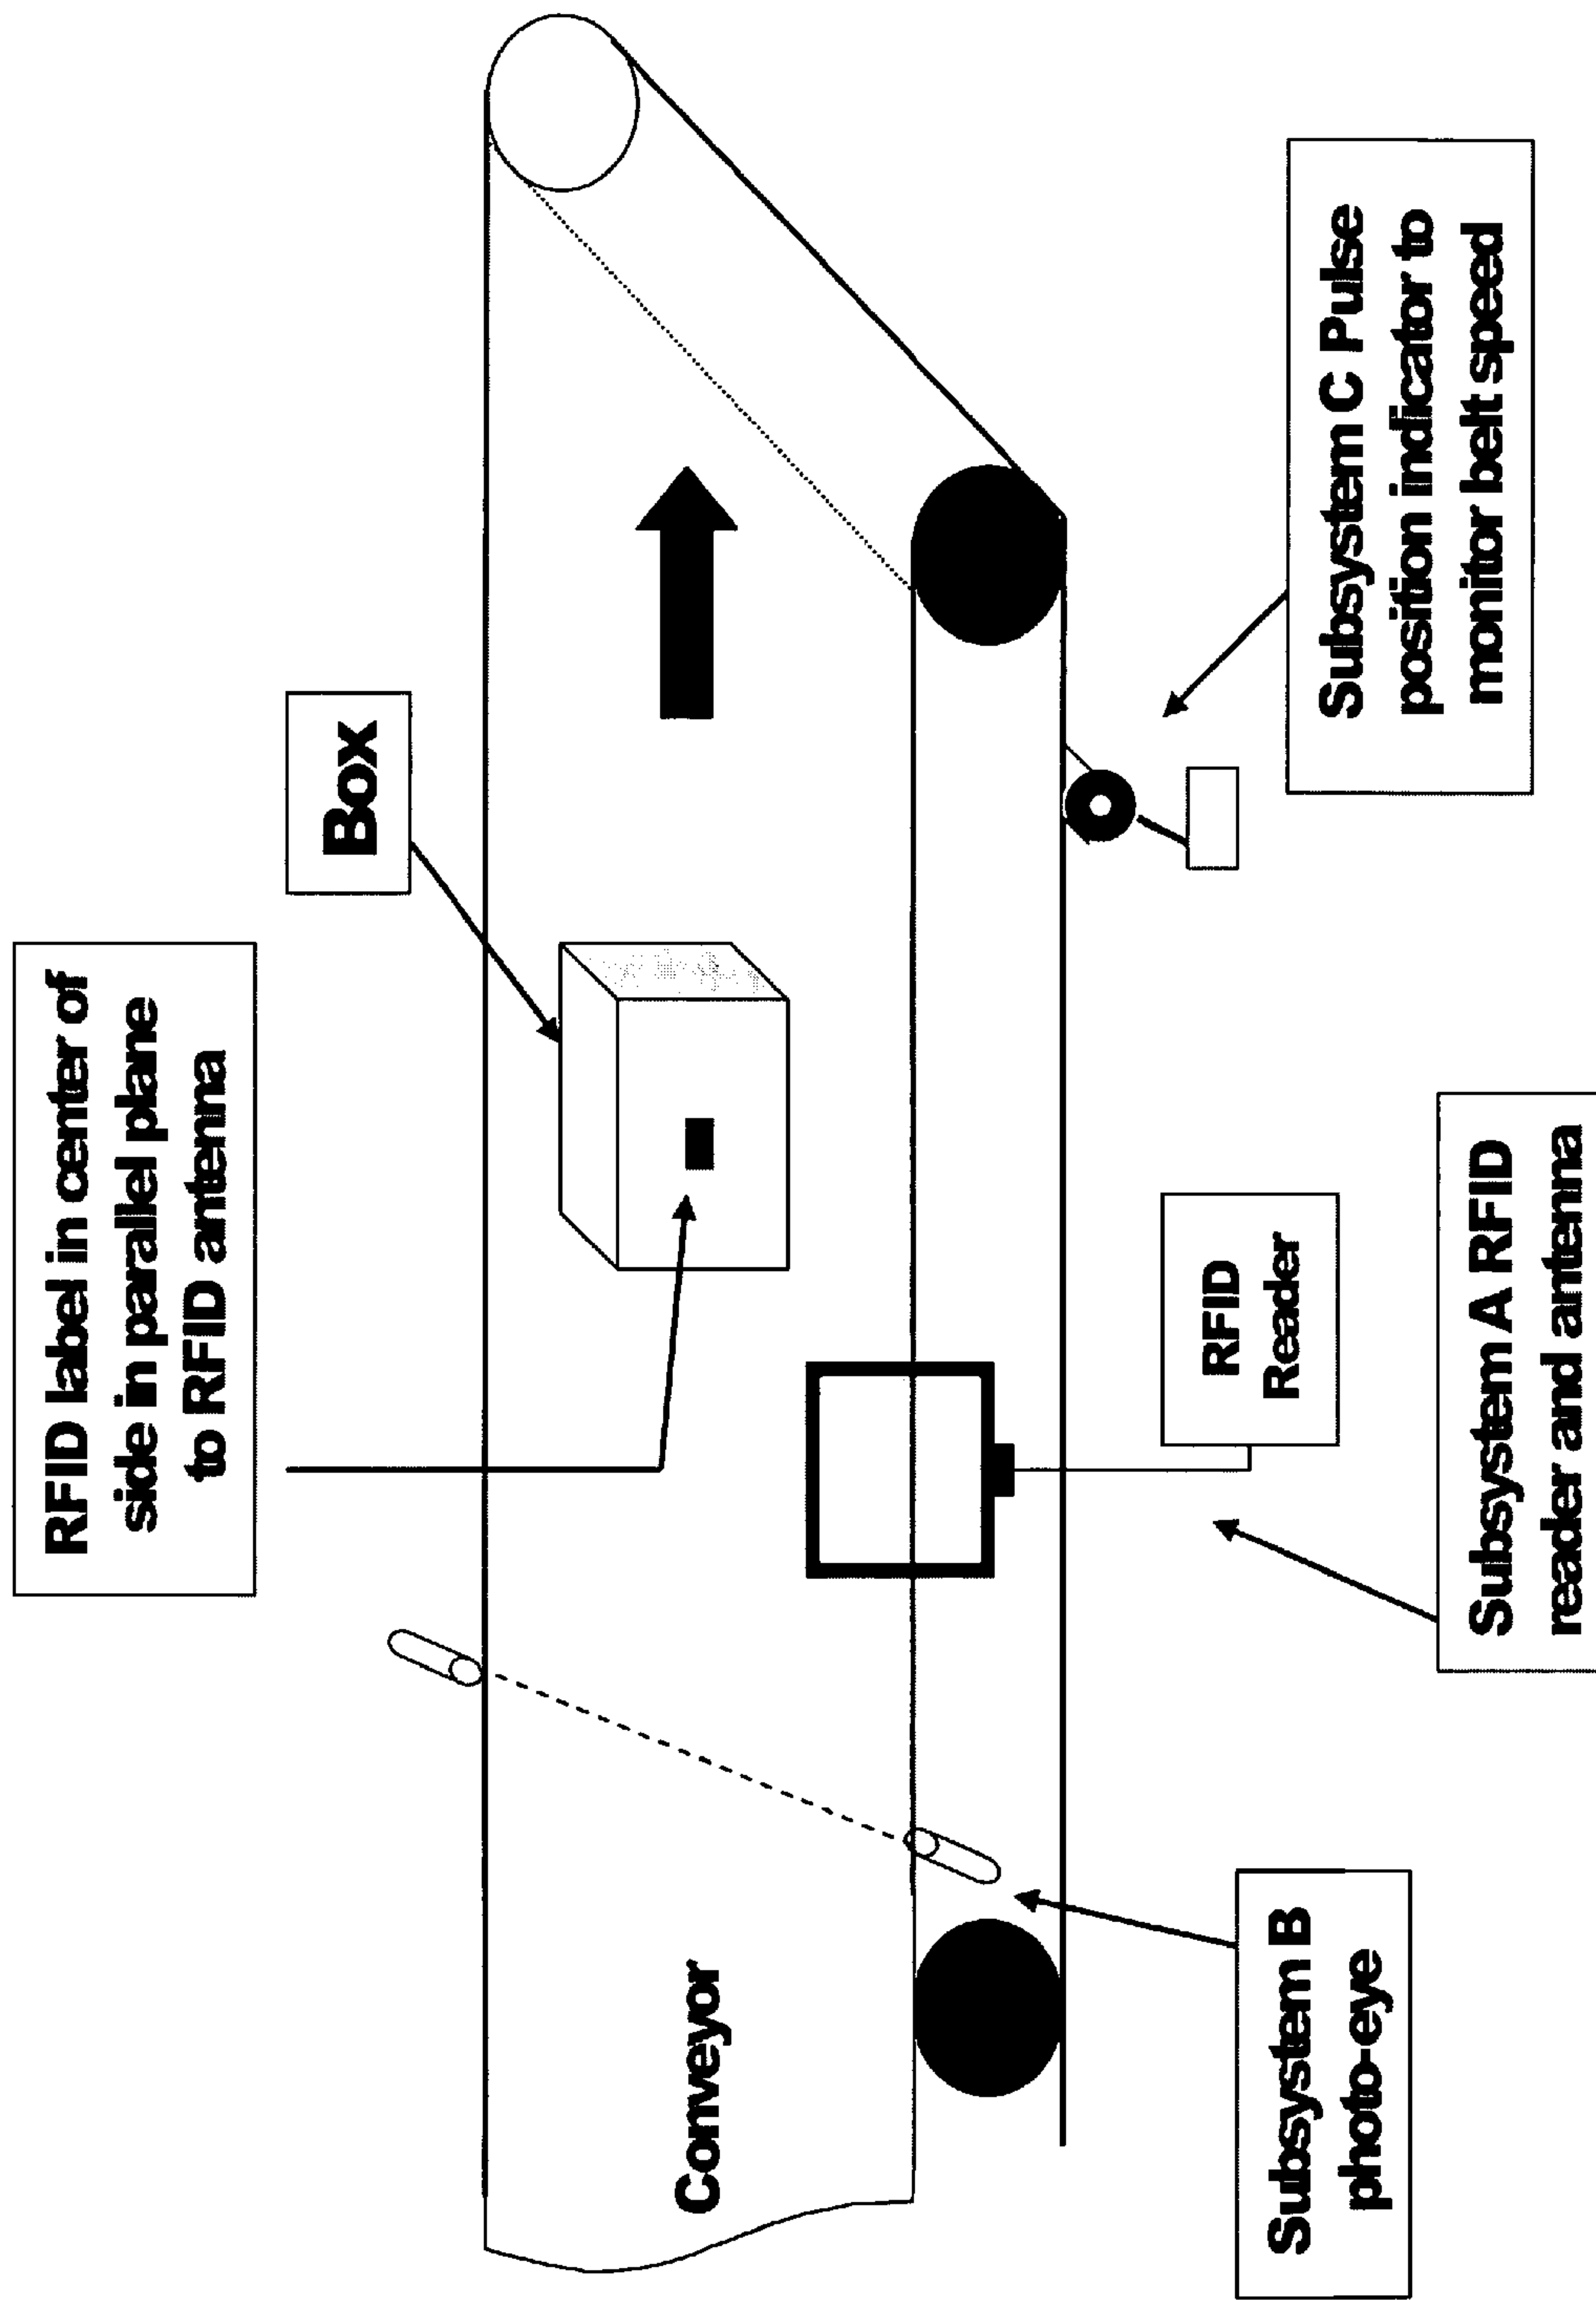 RFID label in center of
side in parallel plane
to RFID antenna
Box
Conveyor
RFID
Reader
Subsystem B
photo-eye
Subsystem A RFID
reader and antenna
Subsystem C Pulse
position indicator to
monitor belt speed